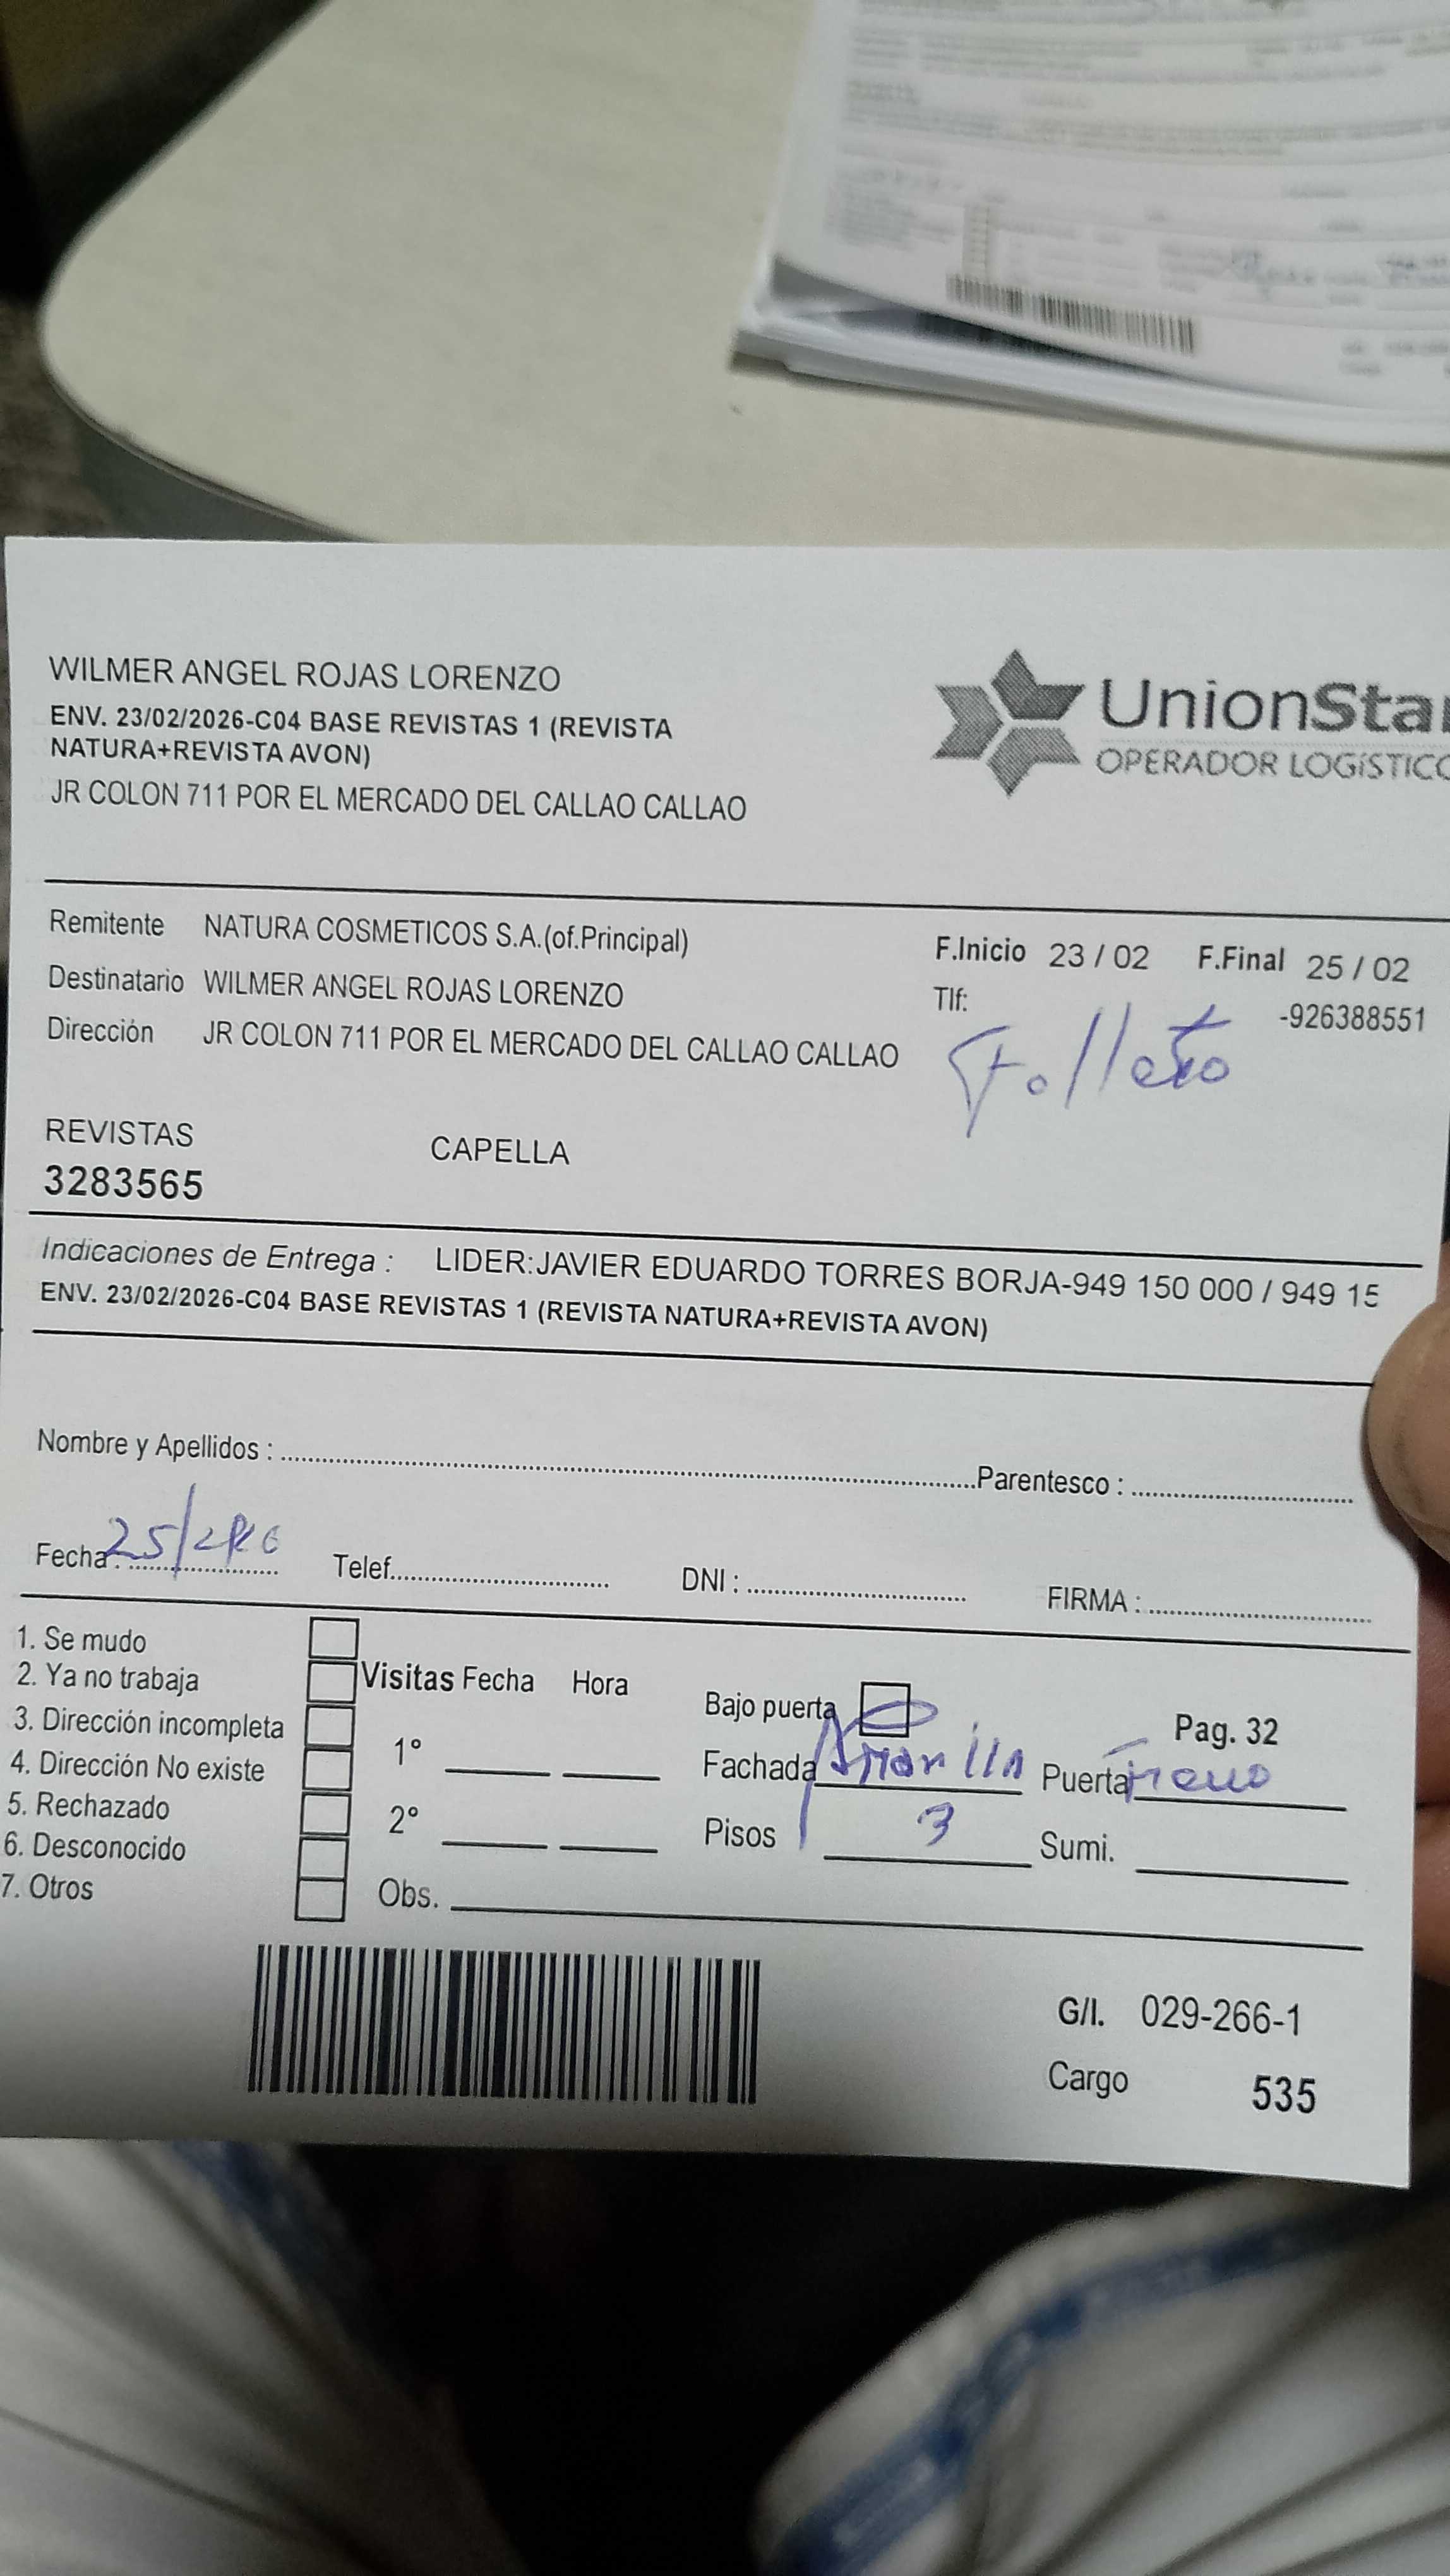 WILMER ANGEL ROJAS LORENZO
ENV. 23/02/2026-C04 BASE REVISTAS 1 (REVISTA
NATURA+REVISTA AVON)
JR COLON 711 POR EL MERCADO DEL CALLAO CALLAO
UnionSta
OPERADOR LOGíSTICO
Remitente NATURA COSMETICOS S.A.(of.Principal)
F.Inicio 23 / 02 F.Final 25 / 02
Destinatario WILMER ANGEL ROJAS LORENZO
Tlf: -926388551
Dirección JR COLON 711 POR EL MERCADO DEL CALLAO CALLAO
Folleto
REVISTAS CAPELLA
3283565
Indicaciones de Entrega : LIDER:JAVIER EDUARDO TORRES BORJA-949 150 000 / 949 15
ENV. 23/02/2026-C04 BASE REVISTAS 1 (REVISTA NATURA+REVISTA AVON)
Nombre y Apellidos : Parentesco :
Fecha : 25/ Telef. DNI : FIRMA :
1. Se mudo
2. Ya no trabaja
3. Dirección incompleta
4. Dirección No existe
5. Rechazado
6. Desconocido
7. Otros
Visitas Fecha Hora
1°
2°
Obs.
Bajo puerta
Pag. 32
Fachada Amarilla Puerta Fierro
Pisos 3 Sumi.
G/I. 029-266-1
Cargo 535